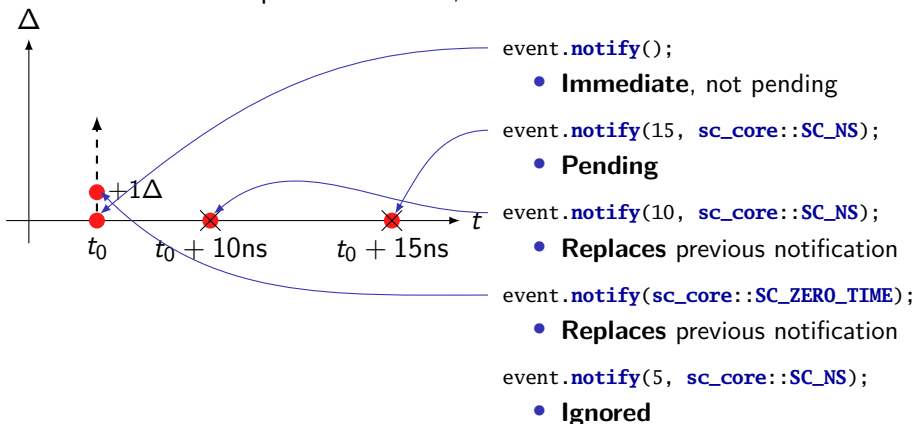 Δ
event.notify();
• Immediate, not pending
event.notify(15, sc_core::SC_NS);
• Pending
+1Δ
event.notify(10, sc_core::SC_NS);
t
t₀
t₀ + 10ns
t₀ + 15ns
• Replaces previous notification
event.notify(sc_core::SC_ZERO_TIME);
• Replaces previous notification
event.notify(5, sc_core::SC_NS);
• Ignored